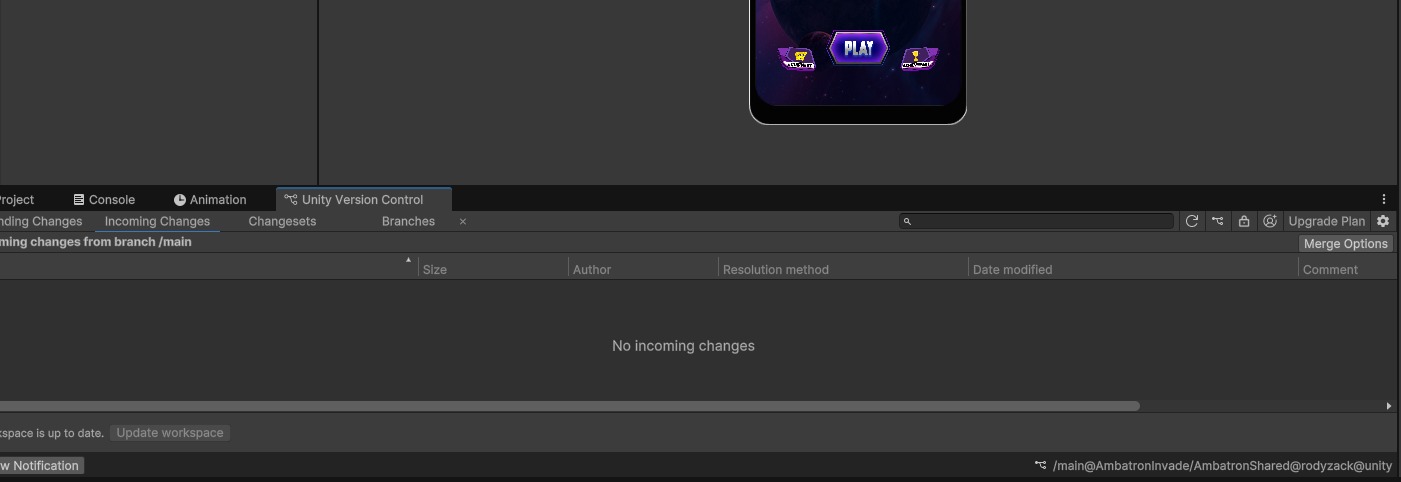 PLAY
roject
Console
Animation
Unity Version Control
nding Changes
Incoming Changes
Changesets
Branches
Upgrade Plan
ming changes from branch /main
Merge Options
Size
Author
Resolution method
Date modified
Comment
No incoming changes
kspace is up to date.
Update workspace
w Notification
/main@AmbatronInvade/AmbatronShared@rodyzack@unity